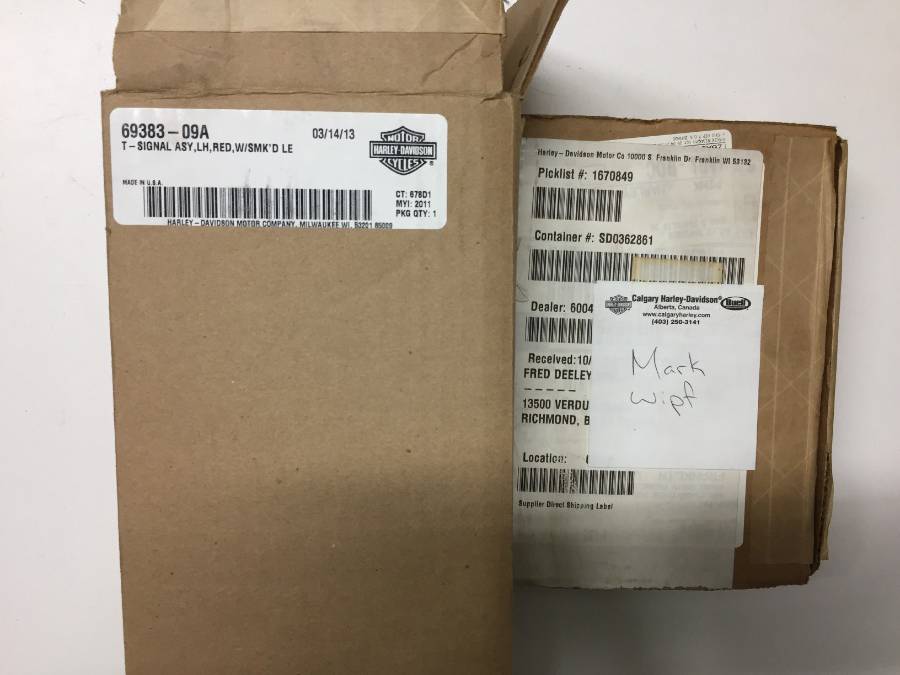 69383-09A 03/14/13
T-SIGNAL ASY,LH,RED,W/SMK'D LE
MOTOR
HARLEY-DAVIDSON
CYCLES
MADE IN U.S.A.
CT: 678D1
MYI: 2011
PKG QTY: 1
HARLEY-DAVIDSON MOTOR COMPANY, MILWAUKEE WI, 53201
Harley-Davidson Motor Co 10000 S. Franklin Dr. Franklin WI 53132
Picklist #: 1670849
Container #: SD0362861
Dealer: 6004
Received:10/
FRED DEELEY
-----
13500 VERDU
RICHMOND, B
Location:
Supplier Direct Shipping Label
Calgary Harley-Davidson® Buell
Alberta, Canada
www.calgaryharley.com
(403) 250-3141
Mark
Wipf